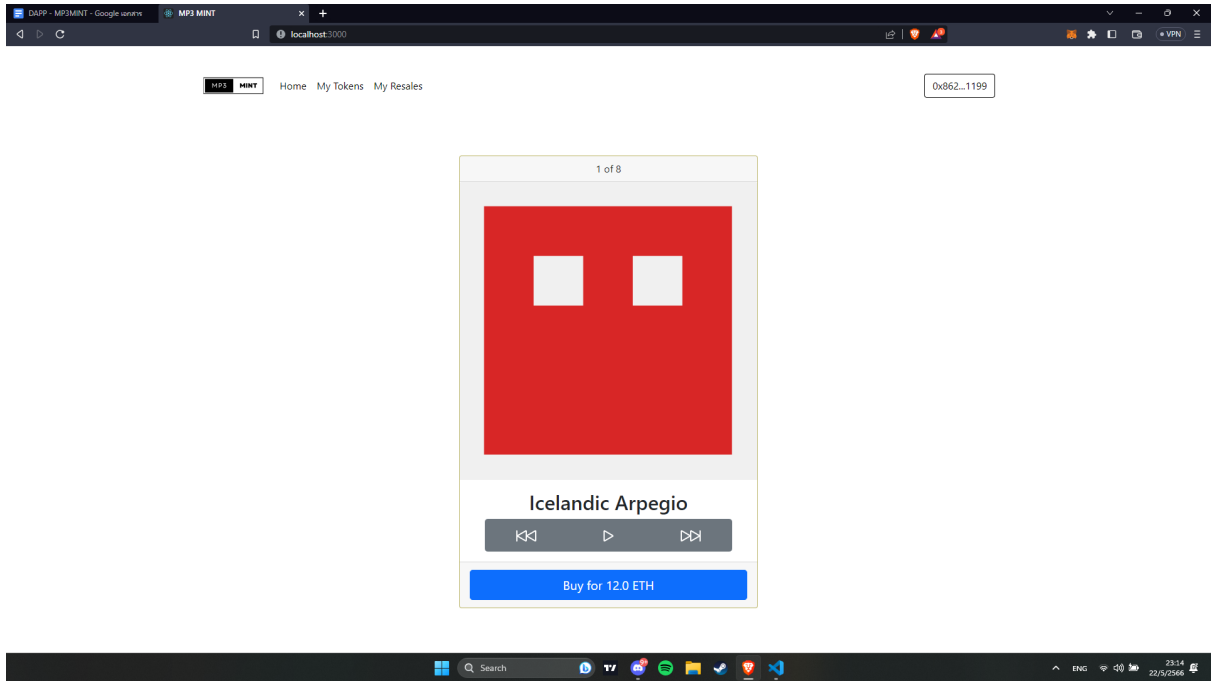 DAPP - MP3MINT - Google เอกสาร
MP3 MINT
localhost:3000
VPN
MP3 MINT
Home My Tokens My Resales
0x862...1199
1 of 8
Icelandic Arpegio
Buy for 12.0 ETH
Search
ENG
23:14
22/5/2566